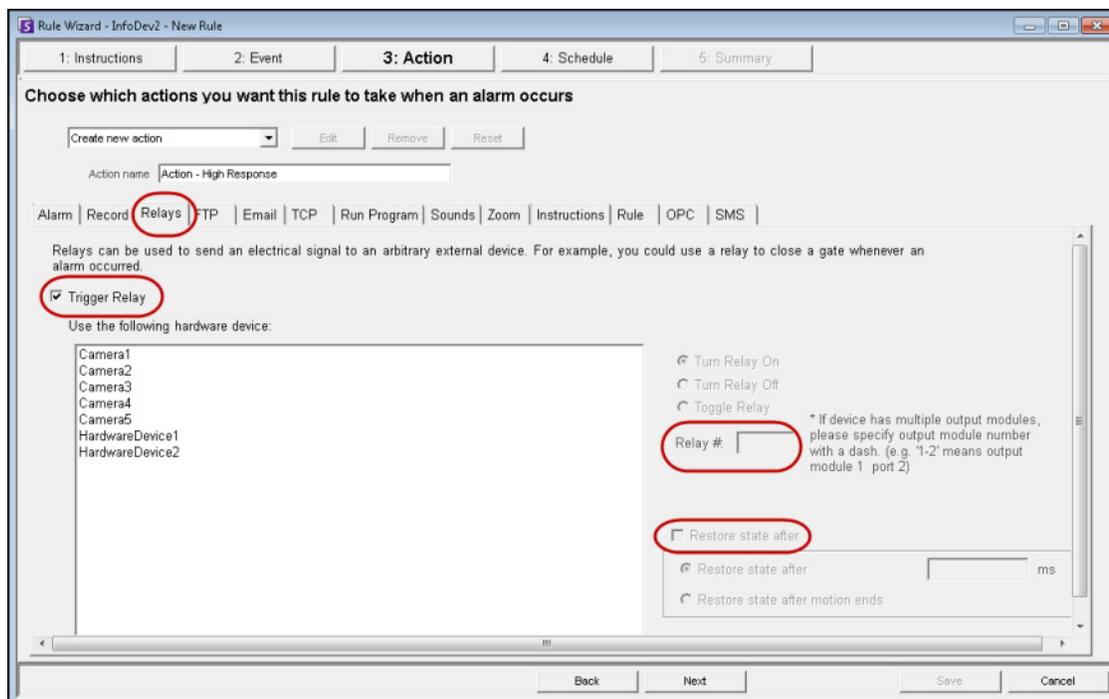 Rule Wizard - InfoDev2 - New Rule
1: Instructions
2: Event
3: Action
4: Schedule
5: Summary
Choose which actions you want this rule to take when an alarm occurs
Create new action
Edit
Remove
Reset
Action name
Action - High Response
Alarm
Record
Relays
FTP
Email
TCP
Run Program
Sounds
Zoom
Instructions
Rule
OPC
SMS
Relays can be used to send an electrical signal to an arbitrary external device. For example, you could use a relay to close a gate whenever an
alarm occurred.
Trigger Relay
Use the following hardware device:
Camera1
Camera2
Camera3
Camera4
Camera5
HardwareDevice1
HardwareDevice2
Turn Relay On
Turn Relay Off
Toggle Relay
Relay #:
* If device has multiple output modules,
please specify output module number
with a dash. (e.g. '1-2' means output
module 1 port 2)
Restore state after
Restore state after
ms
Restore state after motion ends
Back
Next
Save
Cancel